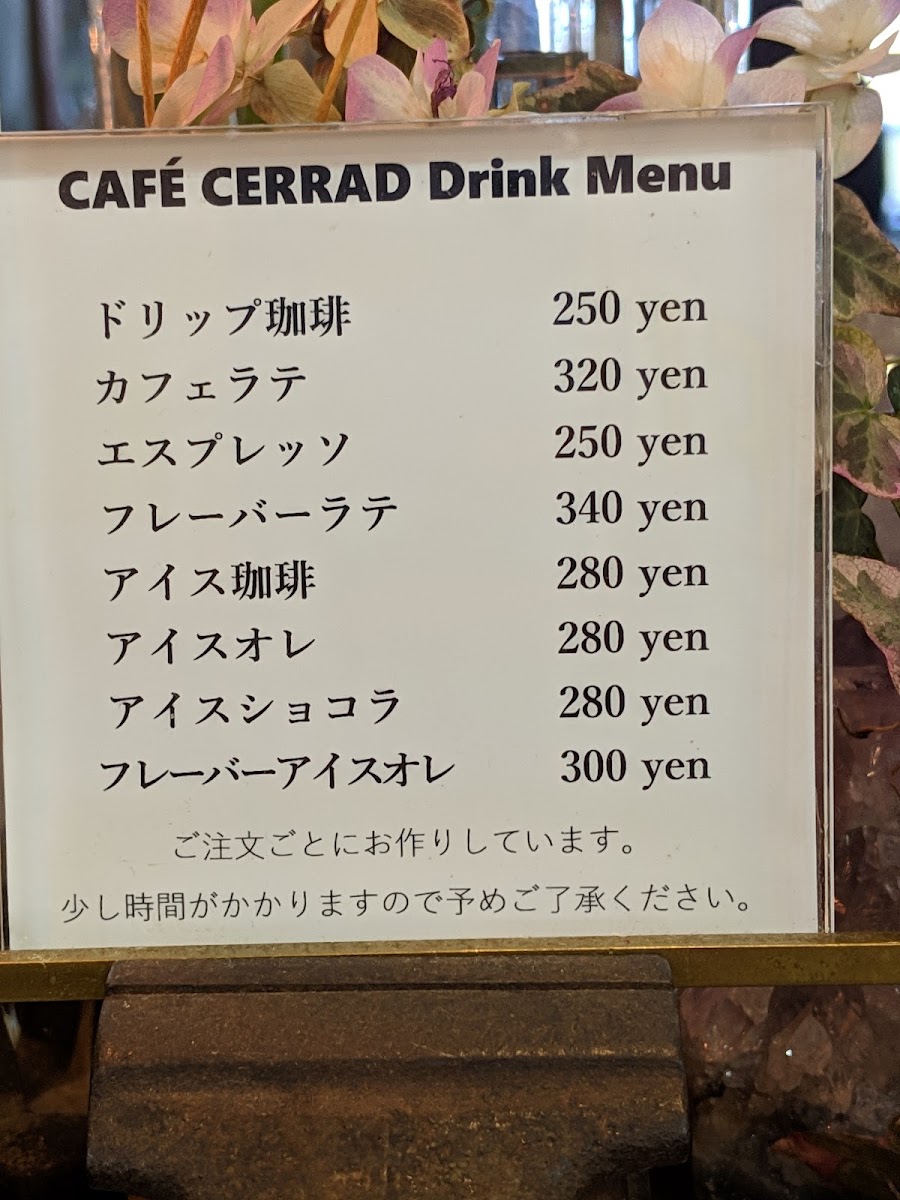 CAFÉ CERRAD Drink Menu
ドリップ珈琲 250 yen
カフェラテ 320 yen
エスプレッソ 250 yen
フレーバーラテ 340 yen
アイス珈琲 280 yen
アイスオレ 280 yen
アイスショコラ 280 yen
フレーバーアイスオレ 300 yen
ご注文ごとにお作りしています。
少し時間がかかりますので予めご了承ください。